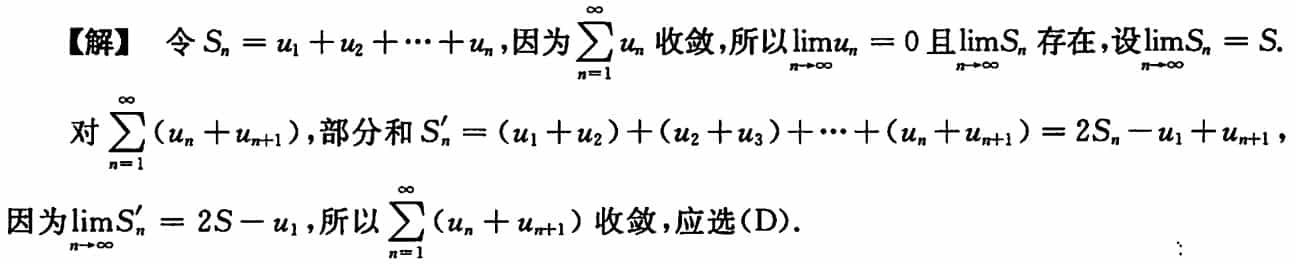 【解】 令 $S_n = u_1 + u_2 + \cdots + u_n$,因为 $\sum_{n=1}^{\infty} u_n$ 收敛,所以 $\lim_{n \to \infty} u_n = 0$ 且 $\lim_{n \to \infty} S_n$ 存在,设 $\lim_{n \to \infty} S_n = S$.
对 $\sum_{n=1}^{\infty} (u_n + u_{n+1})$,部分和 $S'_n = (u_1 + u_2) + (u_2 + u_3) + \cdots + (u_n + u_{n+1}) = 2S_n - u_1 + u_{n+1}$,
因为 $\lim_{n \to \infty} S'_n = 2S - u_1$,所以 $\sum_{n=1}^{\infty} (u_n + u_{n+1})$ 收敛,应选(D).